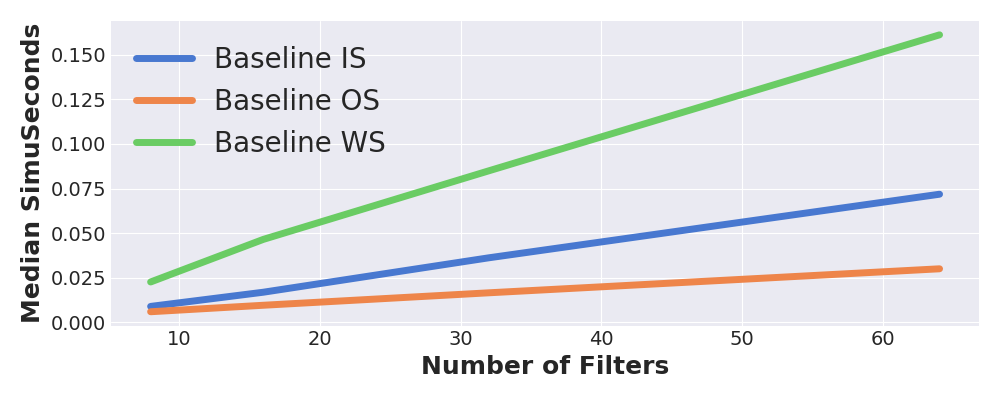 Median SimuSeconds
0.150
0.125
0.100
0.075
0.050
0.025
0.000
Baseline IS
Baseline OS
Baseline WS
10 20 30 40 50 60
Number of Filters